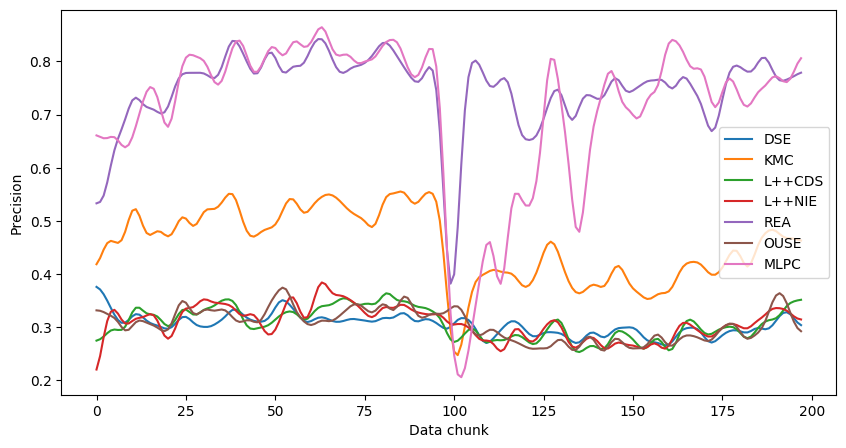 Precision
0.8
0.7
0.6
0.5
0.4
0.3
0.2
0
25
50
75
100
125
150
175
200
Data chunk
DSE
KMC
L++CDS
L++NIE
REA
OUSE
MLPC